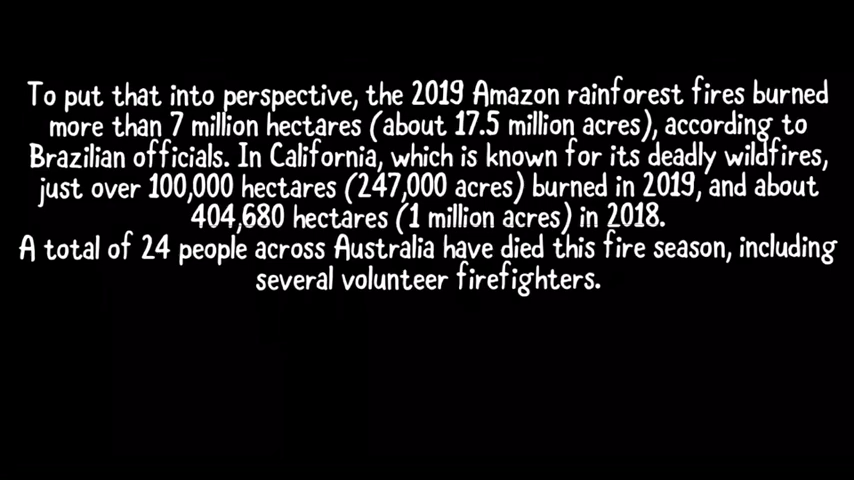 To put that into perspective, the 2019 Amazon rainforest fires burned
more than 7 million hectares (about 17.5 million acres), according to
Brazilian officials. In California, which is known for its deadly wildfires,
just over 100,000 hectares (247,000 acres) burned in 2019, and about
404,680 hectares (1 million acres) in 2018.
A total of 24 people across Australia have died this fire season, including
several volunteer firefighters.